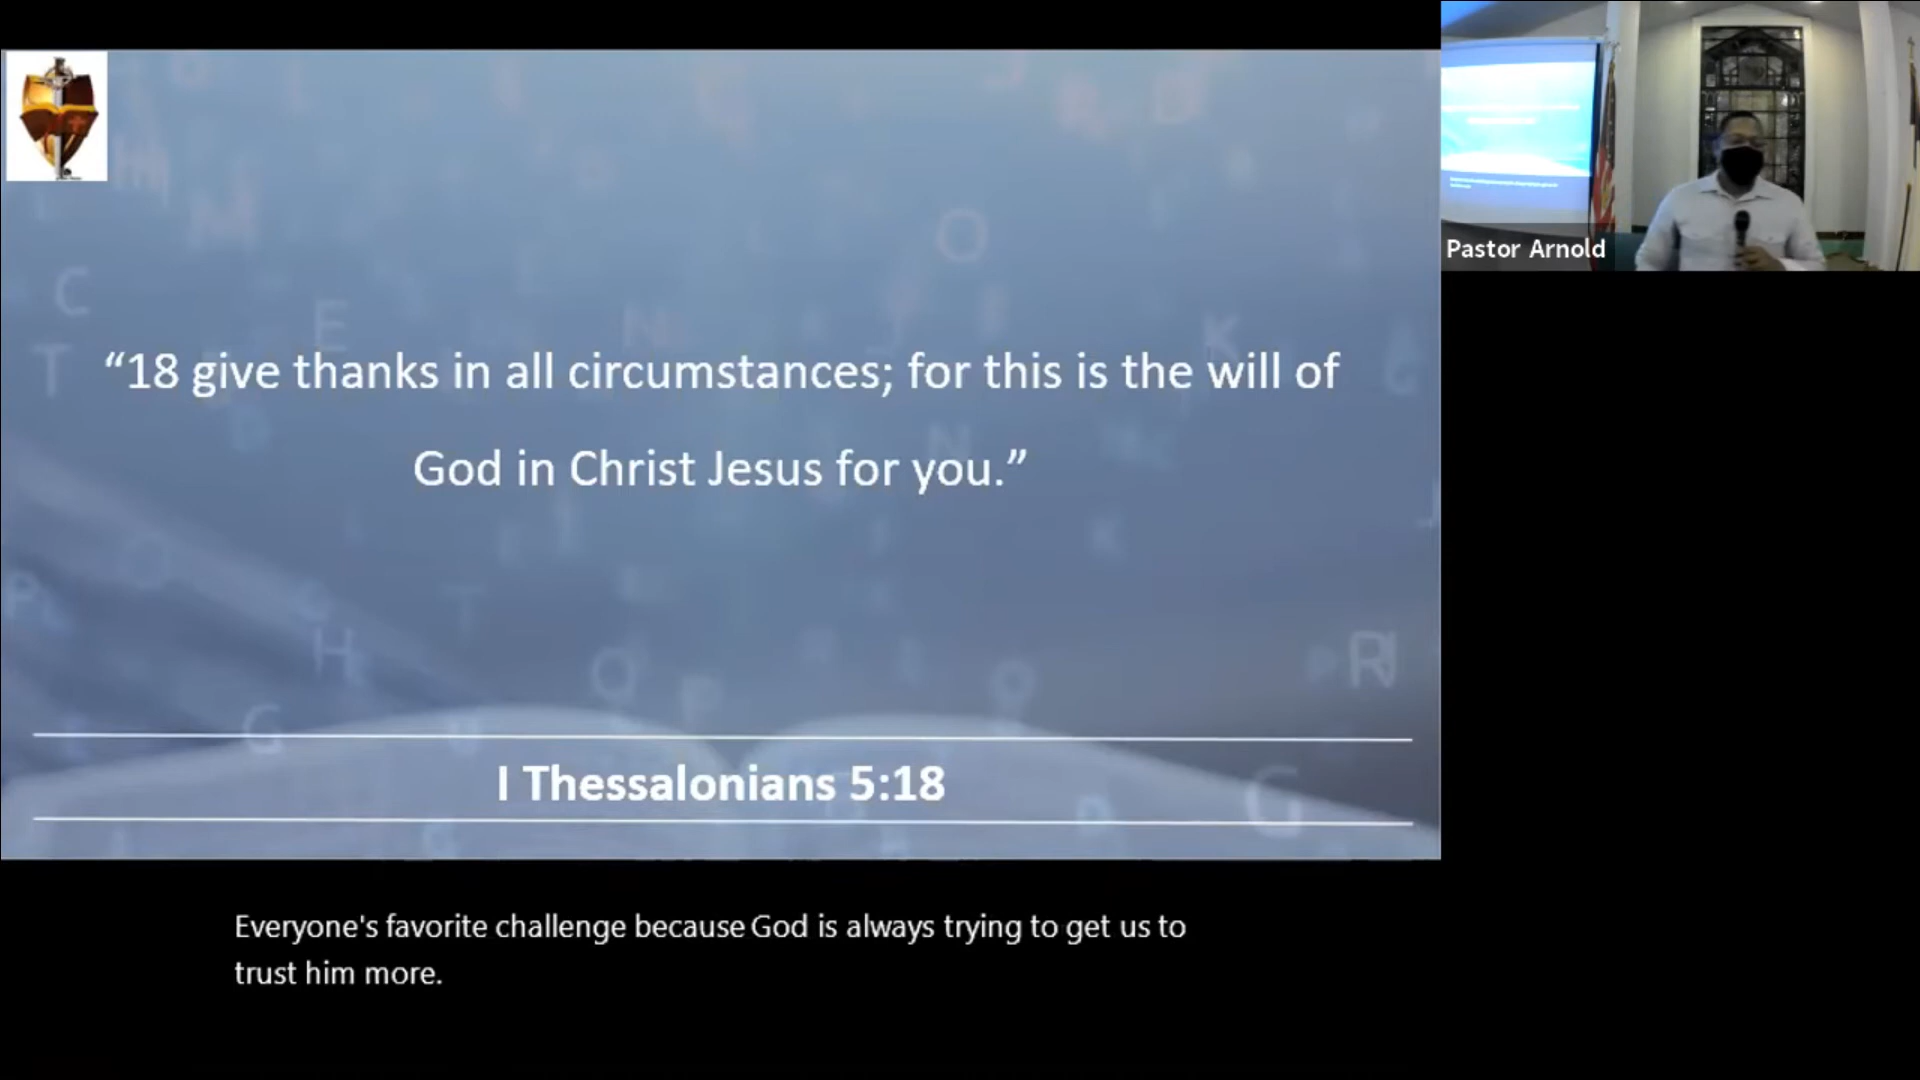 “18 give thanks in all circumstances; for this is the will of
God in Christ Jesus for you.”
I Thessalonians 5:18
Pastor Arnold
Everyone's favorite challenge because God is always trying to get us to
trust him more.